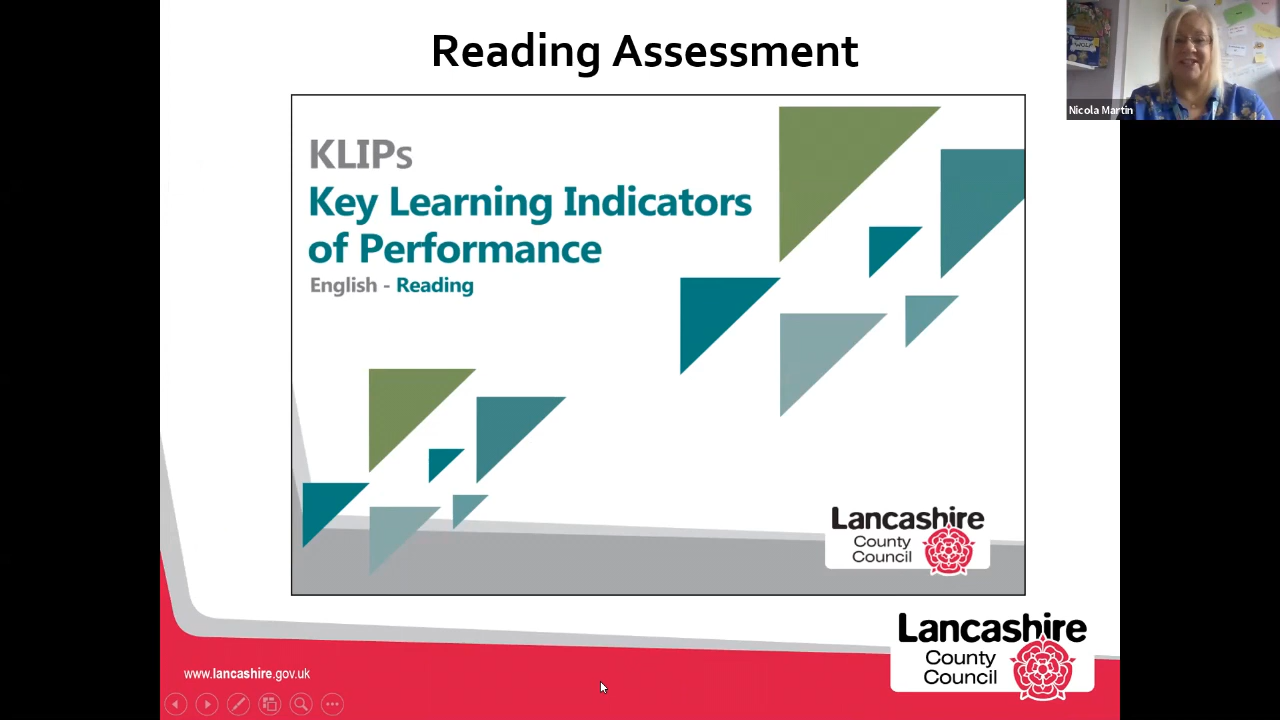 Reading Assessment
KLIPs
Key Learning Indicators
of Performance
English - Reading
Lancashire
County
Council
Lancashire
County
Council
www.lancashire.gov.uk
WOLF
Nicola Martin